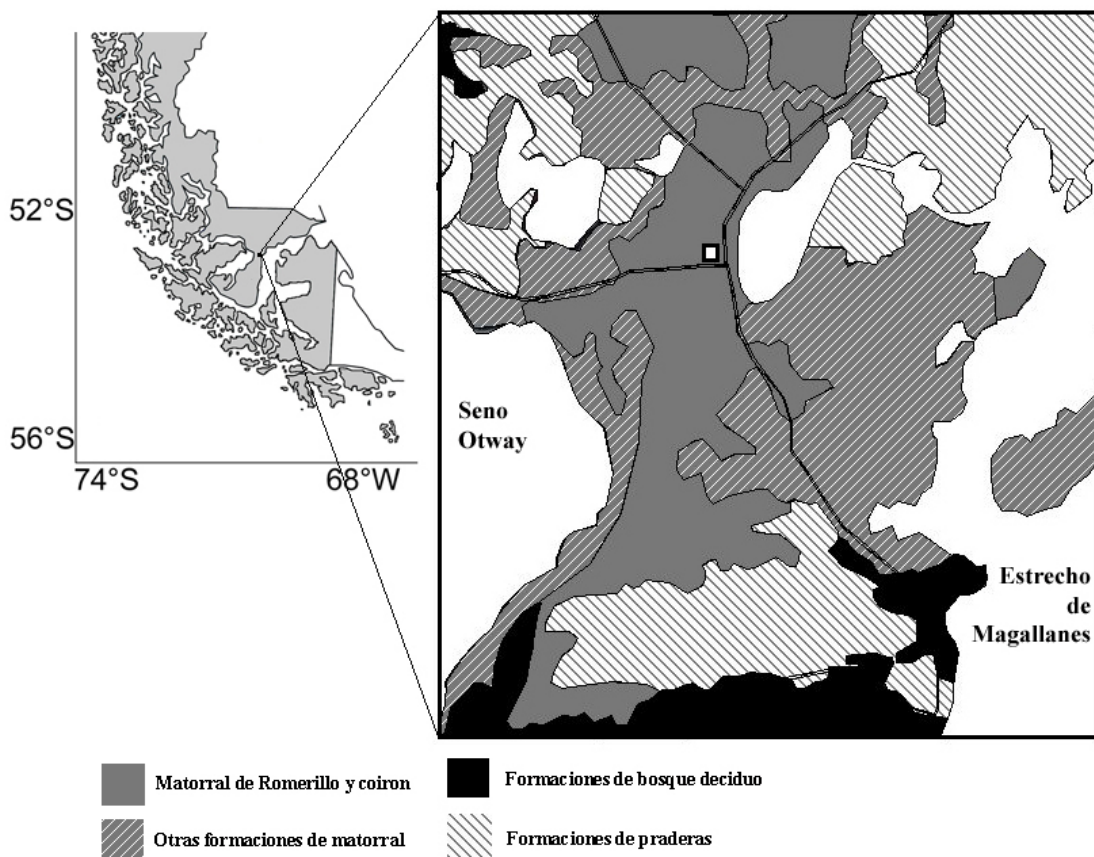 52°S
56°S
74°S
68°W
Seno
Otway
Estrecho
de
Magallanes
Matorral de Romerillo y coiron
Formaciones de bosque deciduo
Otras formaciones de matorral
Formaciones de praderas